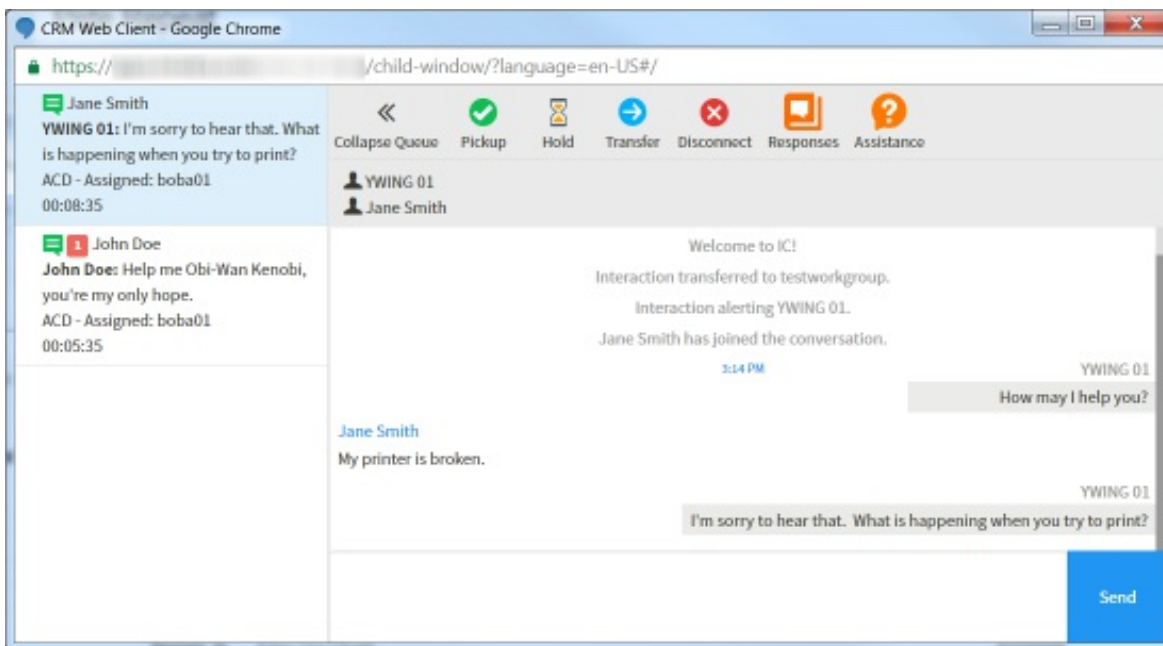 CRM Web Client - Google Chrome
https:// /child-window/?language=en-US#/
Jane Smith
YWING 01: I'm sorry to hear that. What
is happening when you try to print?
ACD - Assigned: boba01
00:08:35
1 John Doe
John Doe: Help me Obi-Wan Kenobi,
you're my only hope.
ACD - Assigned: boba01
00:05:35
Collapse Queue Pickup Hold Transfer Disconnect Responses Assistance
YWING 01
Jane Smith
Welcome to IC!
Interaction transferred to testworkgroup.
Interaction alerting YWING 01.
Jane Smith has joined the conversation.
3:14 PM
YWING 01
How may I help you?
Jane Smith
My printer is broken.
YWING 01
I'm sorry to hear that. What is happening when you try to print?
Send